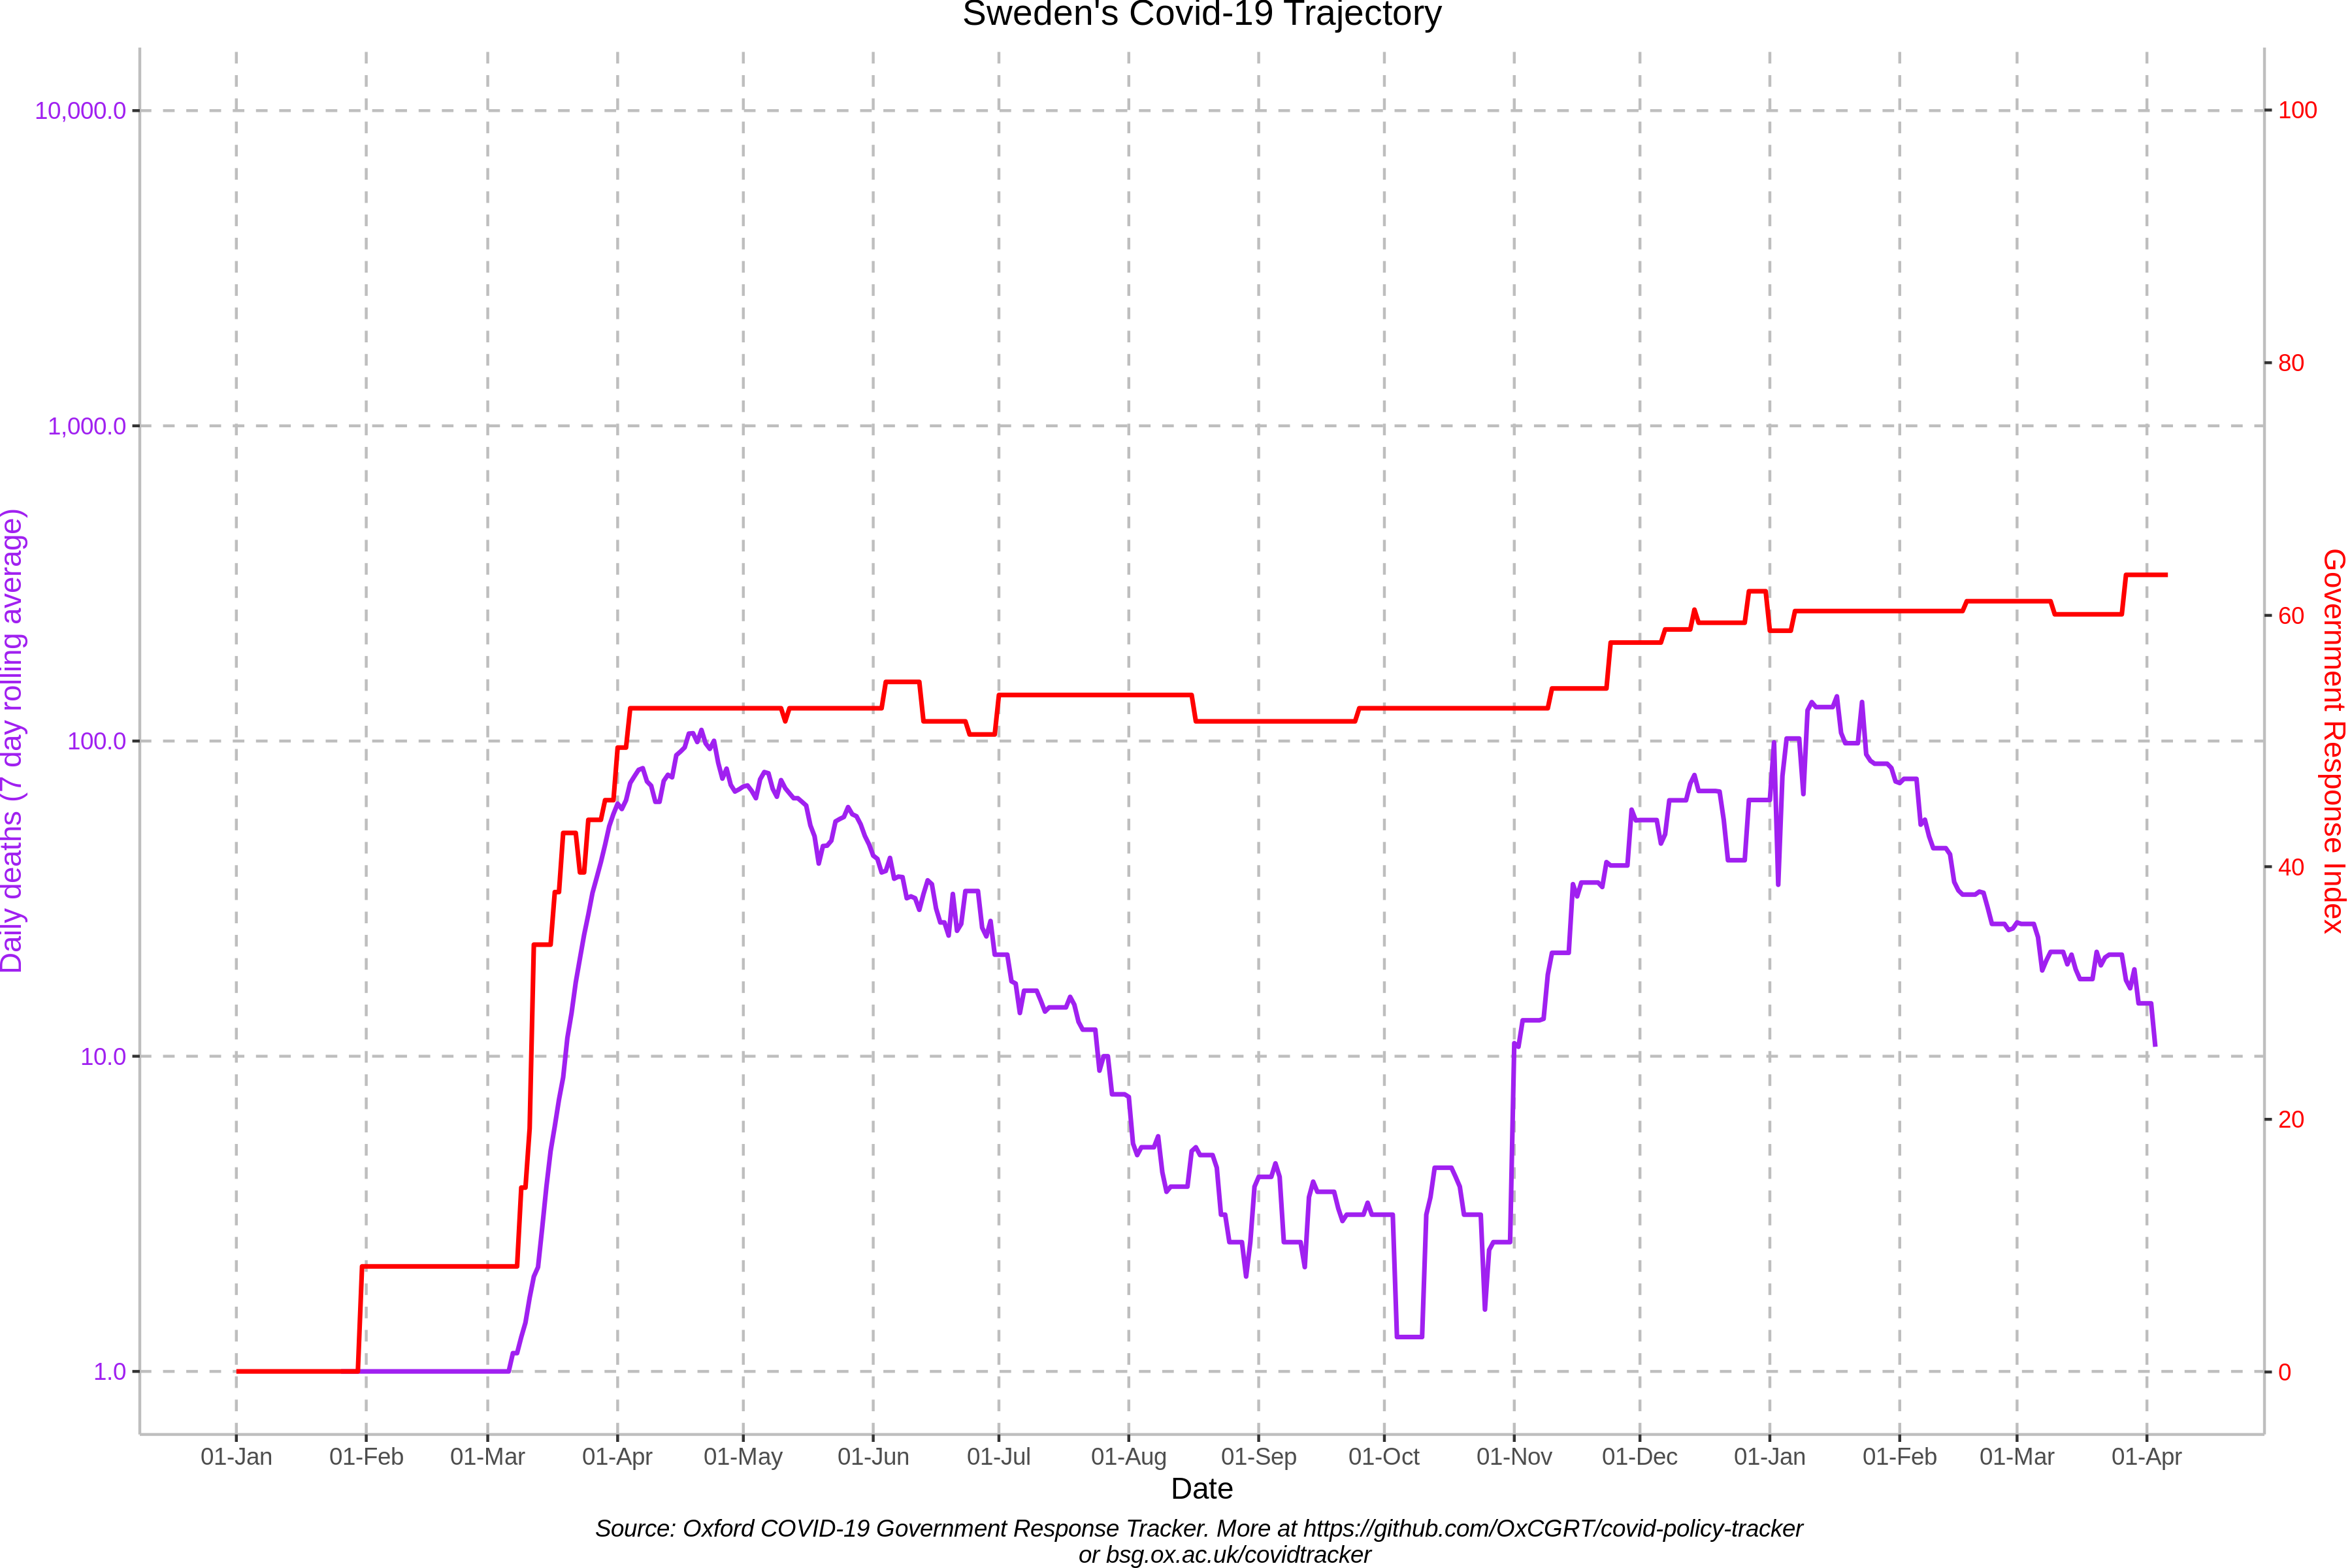 Sweden's Covid-19 Trajectory
10,000.0
1,000.0
100.0
10.0
1.0
Daily deaths (7 day rolling average)
100
80
60
40
20
0
Government Response Index
01-Jan 01-Feb 01-Mar 01-Apr 01-May 01-Jun 01-Jul 01-Aug 01-Sep 01-Oct 01-Nov 01-Dec 01-Jan 01-Feb 01-Mar 01-Apr
Date
Source: Oxford COVID-19 Government Response Tracker. More at https://github.com/OxCGRT/covid-policy-tracker
or bsg.ox.ac.uk/covidtracker